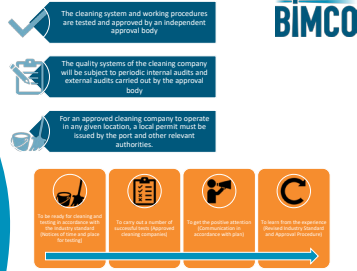 BIMCO
The cleaning system and working procedures
are tested and approved by an independent
approval body
The quality systems of the cleaning company
will be subject to periodic internal audits and
external audits carried out by the approval
body
For an approved cleaning company to operate
in any given location, a local permit must be
issued by the port and other relevant
authorities.
To be ready for cleaning and
testing in accordance with
the industry standard
(Notices of time and place
for testing)
To carry out a number of
successful tests (Approved
cleaning companies)
To get the positive attention
(Communication in
accordance with plan)
To learn from the experience
(Revised Industry Standard
and Approval Procedure)